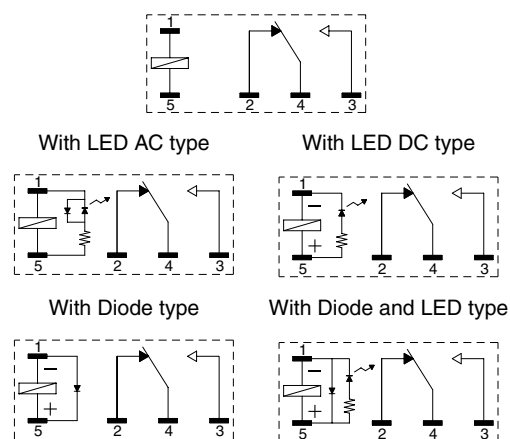 1
5 2 4 3
With LED AC type With LED DC type
1 1
− +
5 2 4 3 5 2 4 3
With Diode type With Diode and LED type
1 1
− −
+ +
5 2 4 3 5 2 4 3